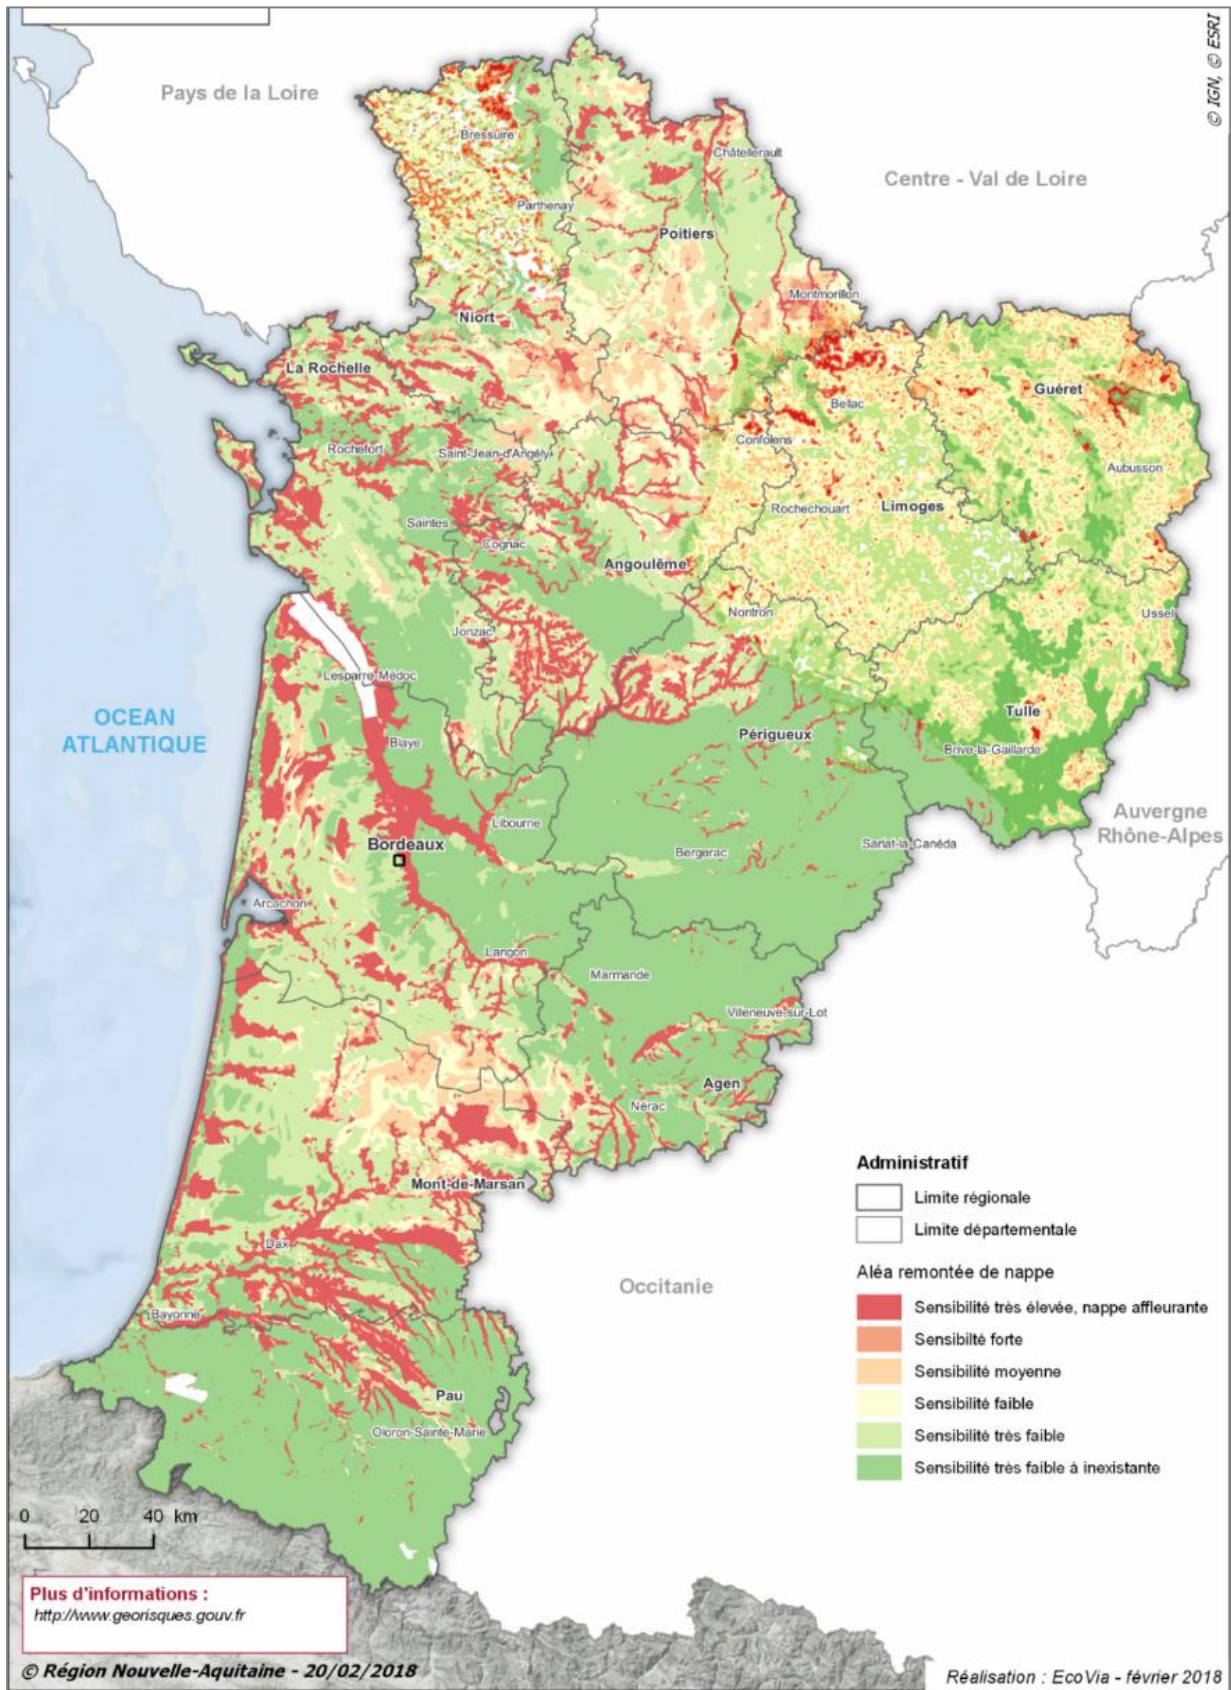 © IGN, © ESRI
Pays de la Loire
Bressuire
Châtellerault
Centre - Val de Loire
Parthenay
Poitiers
Montmorillon
Niort
La Rochelle
Guéret
Bellac
Confolens
Rochefort
Saint-Jean-d'Angély
Aubusson
Rochechouart
Limoges
Saintes
Cognac
Angoulême
Nontron
Ussel
Jonzac
Lesparre-Médoc
OCEAN
ATLANTIQUE
Tulle
Périgueux
Blaye
Brive-la-Gaillarde
Libourne
Auvergne
Rhône-Alpes
Bordeaux
Bergerac
Sarlat-la-Canéda
Arcachon
Langon
Marmande
Villeneuve-sur-Lot
Agen
Nérac
Mont-de-Marsan
Dax
Occitanie
Bayonne
Pau
Oloron-Sainte-Marie
Administratif
Limite régionale
Limite départementale
Aléa remontée de nappe
Sensibilité très élevée, nappe affleurante
Sensibilté forte
Sensibilité moyenne
Sensibilité faible
Sensibilité très faible
Sensibilité très faible à inexistante
0 20 40 km
Plus d'informations :
http://www.georisques.gouv.fr
© Région Nouvelle-Aquitaine - 20/02/2018
Réalisation : EcoVia - février 2018